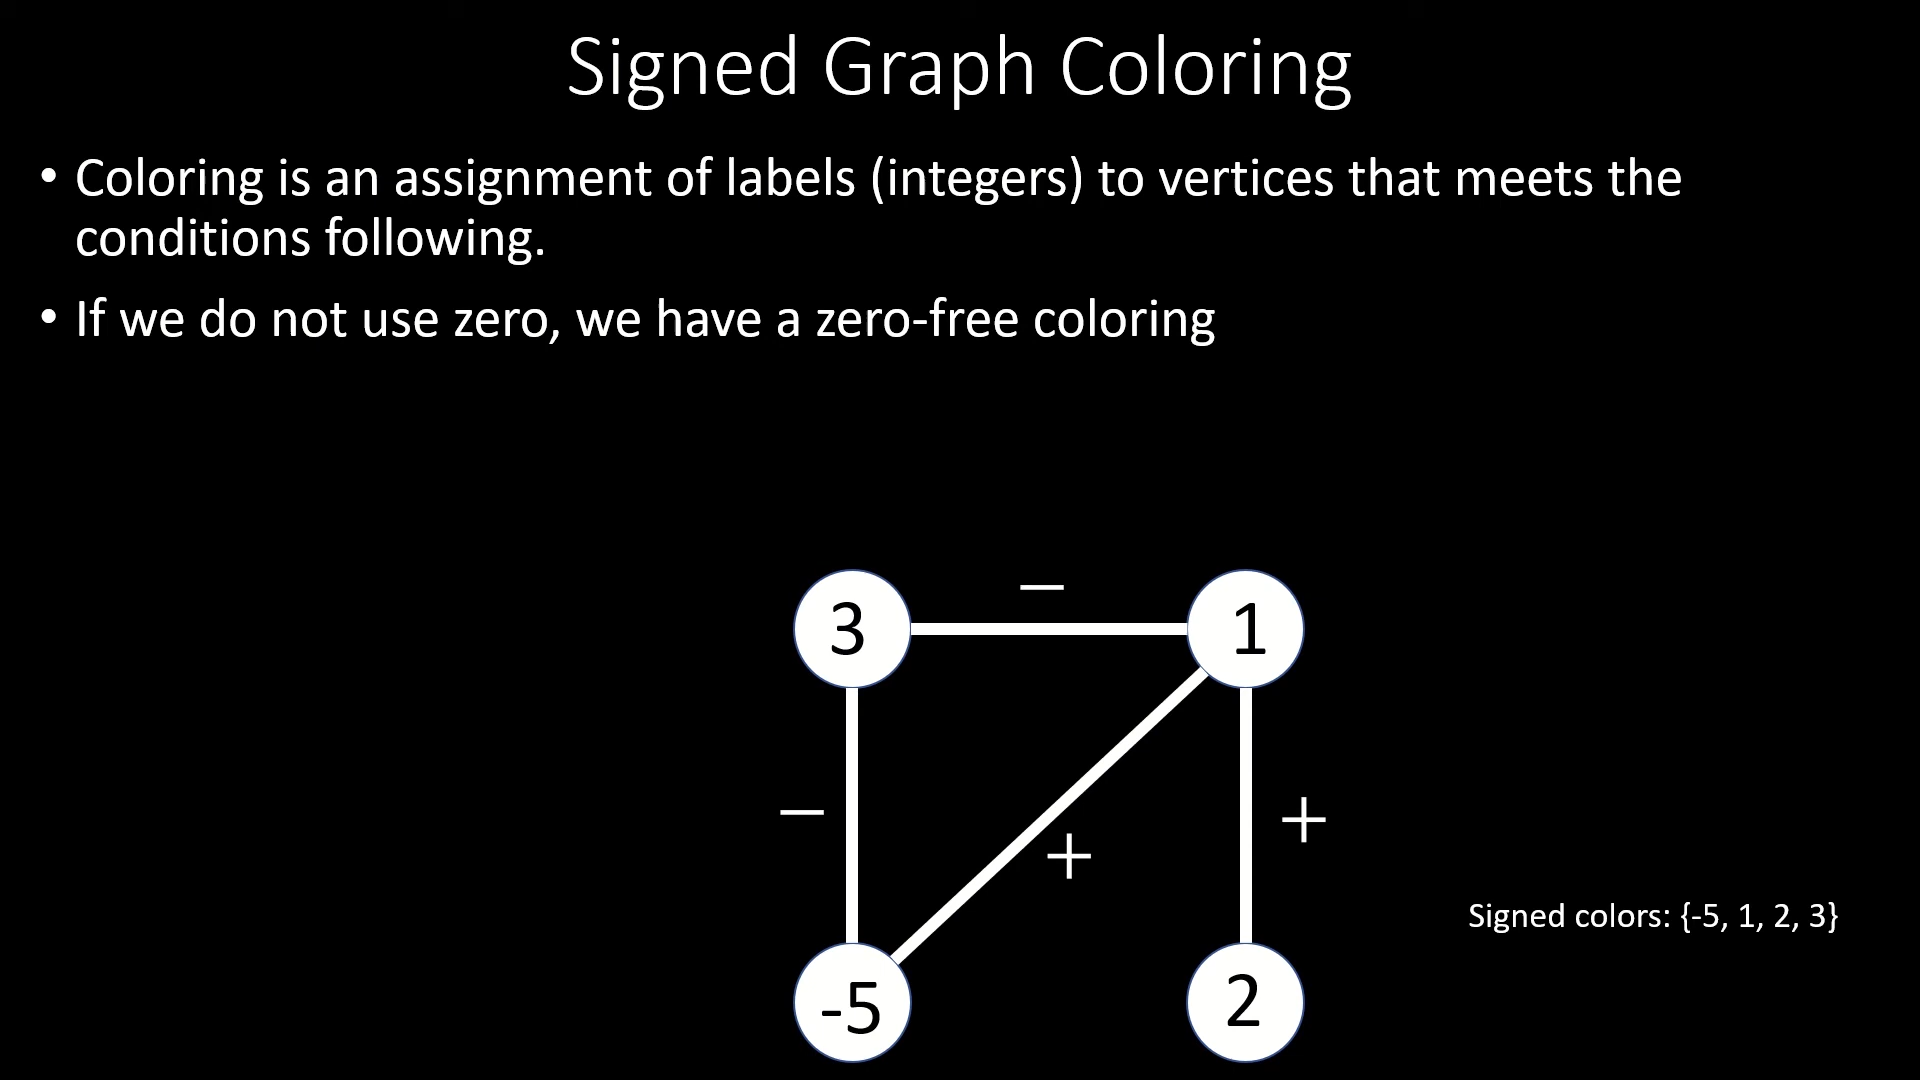 Signed Graph Coloring
• Coloring is an assignment of labels (integers) to vertices that meets the
conditions following.
• If we do not use zero, we have a zero-free coloring
−
3
1
−
+
+
Signed colors: {-5, 1, 2, 3}
-5
2